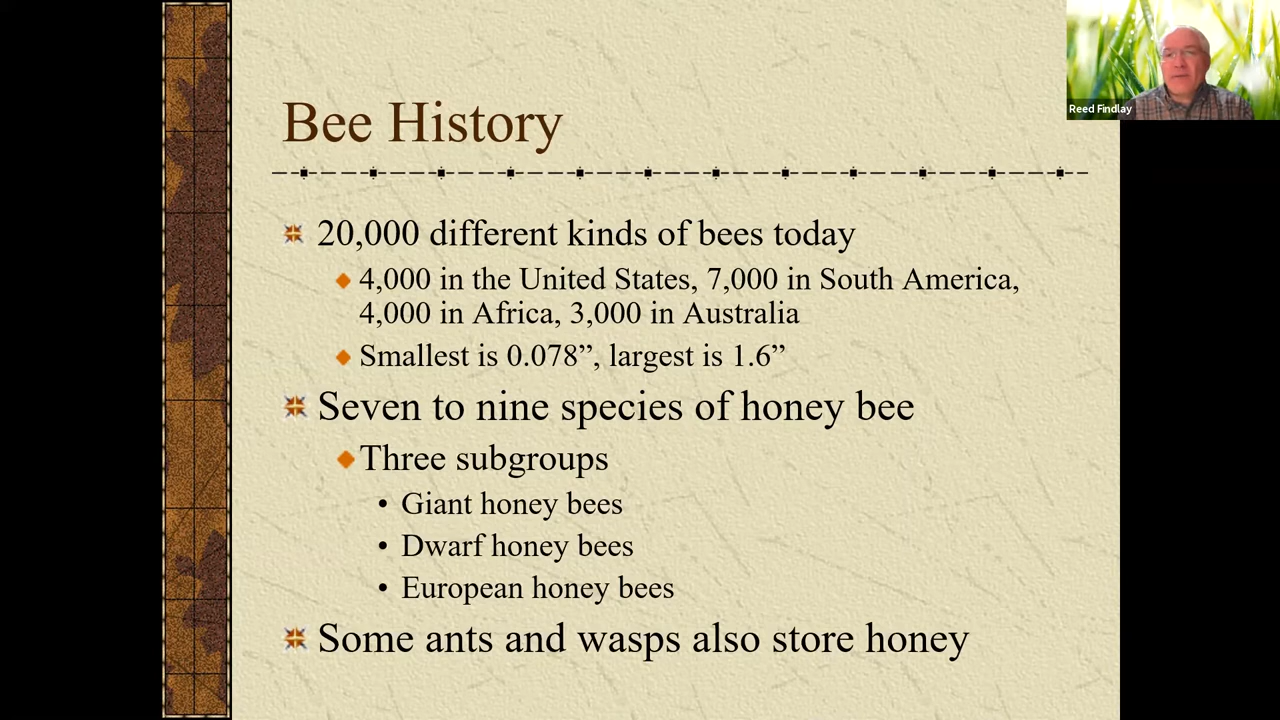 Bee History
20,000 different kinds of bees today
4,000 in the United States, 7,000 in South America,
4,000 in Africa, 3,000 in Australia
Smallest is 0.078”, largest is 1.6”
Seven to nine species of honey bee
Three subgroups
• Giant honey bees
• Dwarf honey bees
• European honey bees
Some ants and wasps also store honey
Reed Findlay